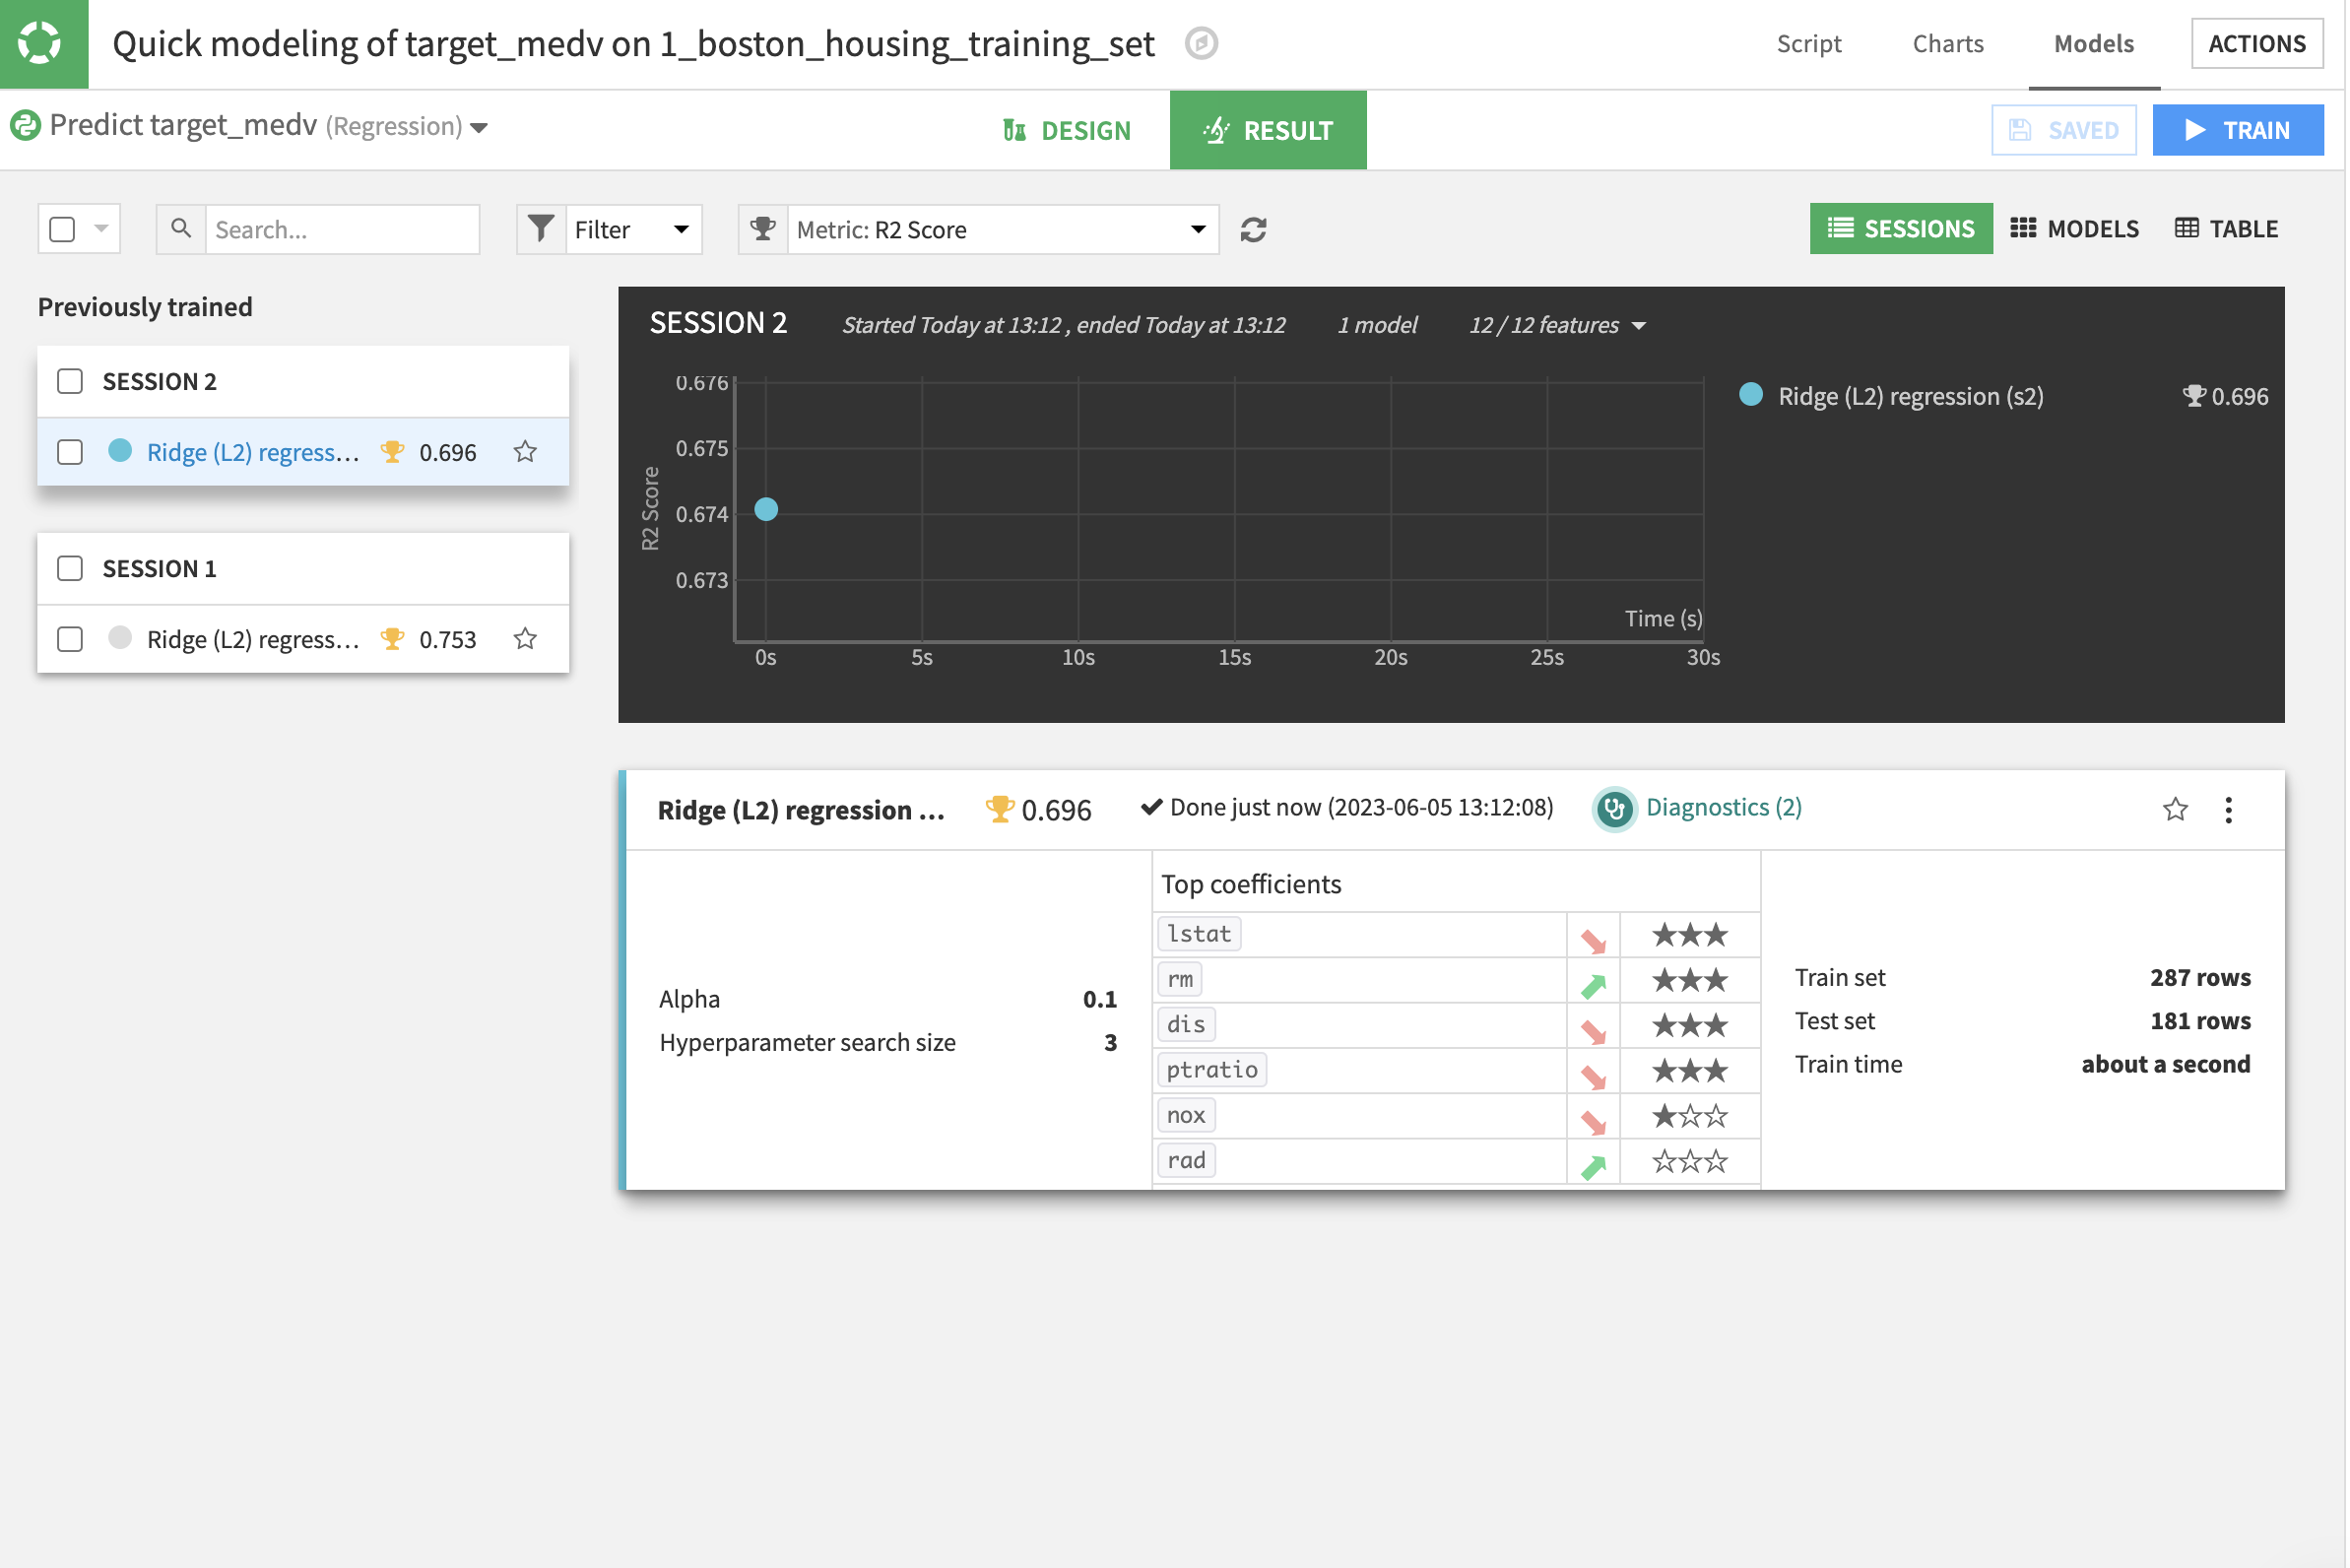 Quick modeling of target_medv on 1_boston_housing_training_set
Script
Charts
Models
ACTIONS
Predict target_medv (Regression)
DESIGN
RESULT
SAVED
TRAIN
Search...
Filter
Metric: R2 Score
SESSIONS
MODELS
TABLE
Previously trained
SESSION 2
Ridge (L2) regress... 0.696
SESSION 1
Ridge (L2) regress... 0.753
SESSION 2 Started Today at 13:12 , ended Today at 13:12 1 model 12 / 12 features
0.676
0.675
0.674
0.673
R2 Score
Time (s)
0s 5s 10s 15s 20s 25s 30s
Ridge (L2) regression (s2) 0.696
Ridge (L2) regression ... 0.696 Done just now (2023-06-05 13:12:08) Diagnostics (2)
Alpha 0.1
Hyperparameter search size 3
Top coefficients
lstat
rm
dis
ptratio
nox
rad
Train set 287 rows
Test set 181 rows
Train time about a second